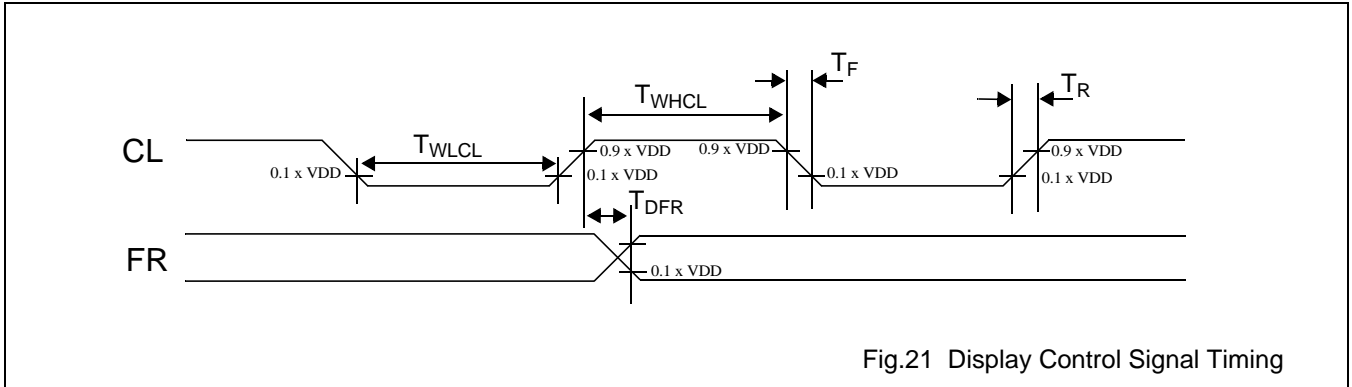 T_F
T_R
T_WHCL
CL
T_WLCL
0.9 x VDD
0.9 x VDD
0.9 x VDD
0.1 x VDD
0.1 x VDD
0.1 x VDD
0.1 x VDD
T_DFR
FR
0.1 x VDD
Fig.21 Display Control Signal Timing